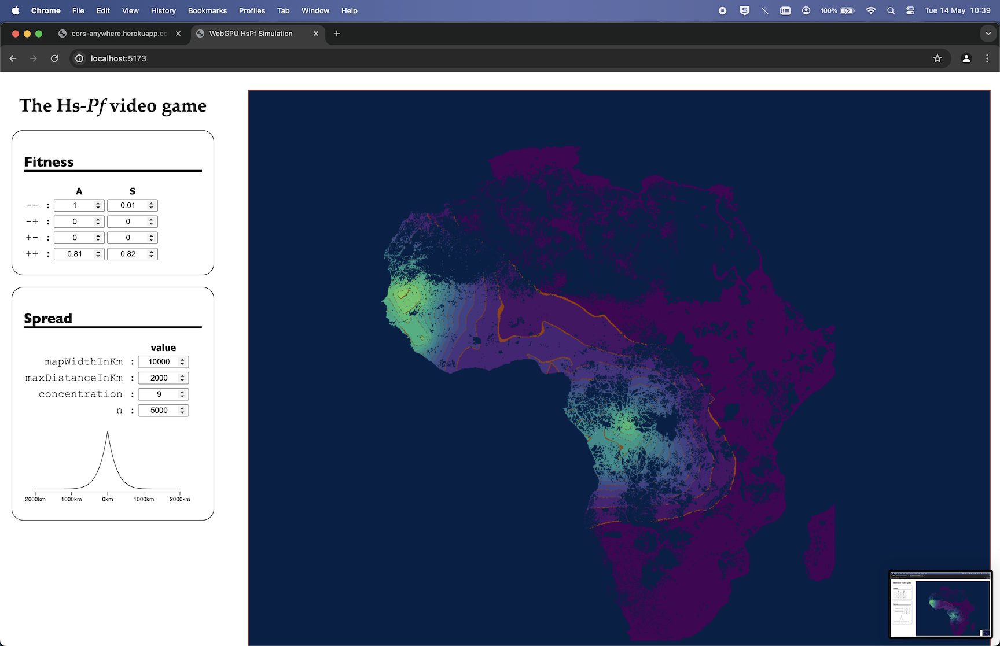 Chrome File Edit View History Bookmarks Profiles Tab Window Help 100% Tue 14 May 10:39
cors-anywhere.herokuapp.co WebGPU HsPf Simulation
localhost:5173
The Hs-Pf video game
Fitness
A S
-- : 1 0.01
-+ : 0 0
+- : 0 0
++ : 0.81 0.82
Spread
value
mapWidthInKm : 10000
maxDistanceInKm : 2000
concentration : 9
n : 5000
2000km 1000km 0km 1000km 2000km